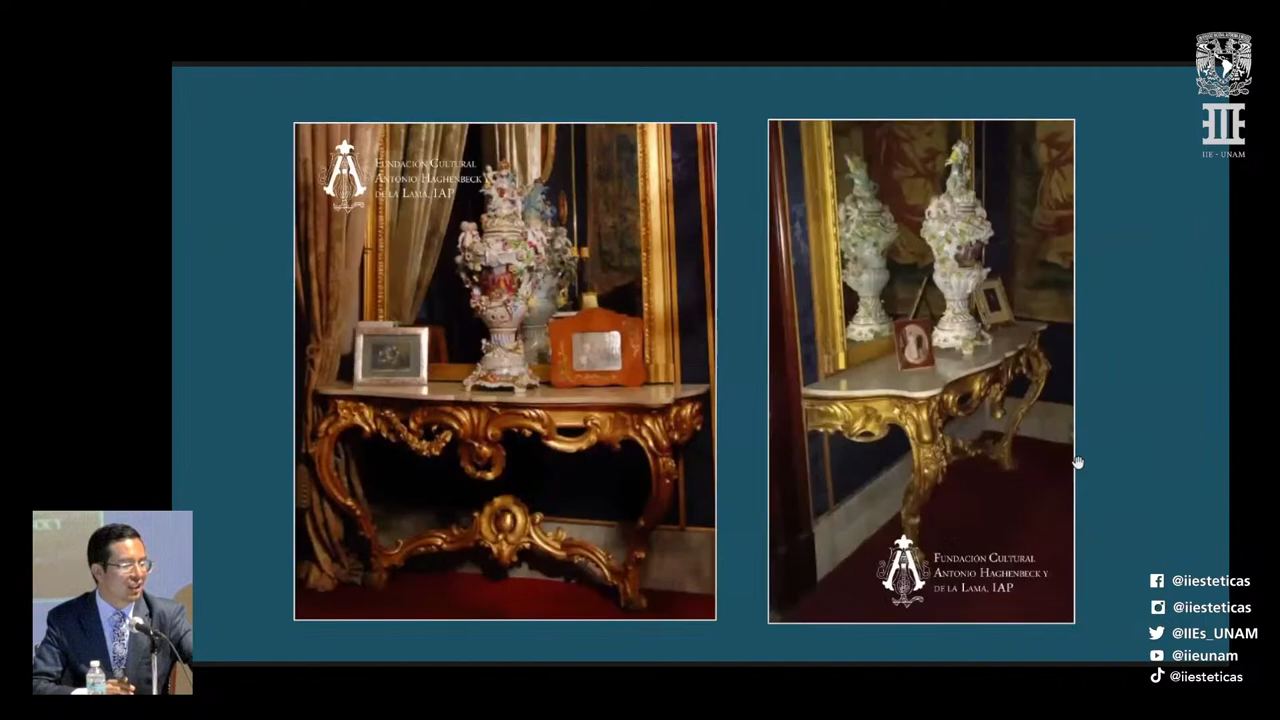 FUNDACIÓN CULTURAL
ANTONIO HAGHENBECK
DE LA LAMA, IAP
FUNDACIÓN CULTURAL
ANTONIO HAGHENBECK Y
DE LA LAMA, IAP
IIE - UNAM
@iiesteticas
@iiesteticas
@IIEs_UNAM
@iieunam
@iiesteticas